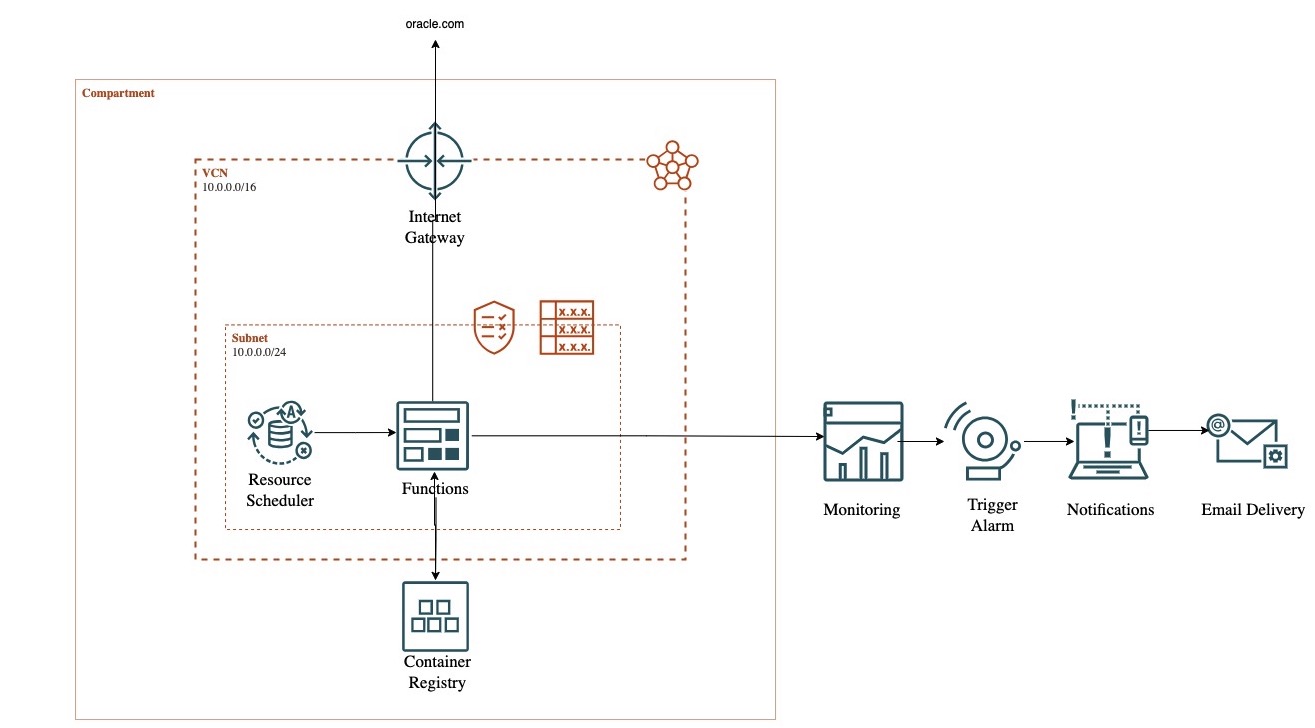 oracle.com
Compartment
VCN
10.0.0.0/16
Internet
Gateway
x.x.x.
x.x.x.
x.x.x.
Subnet
10.0.0.0/24
A
@
Resource
Scheduler
Functions
Monitoring
Trigger
Alarm
Notifications
Email Delivery
Container
Registry